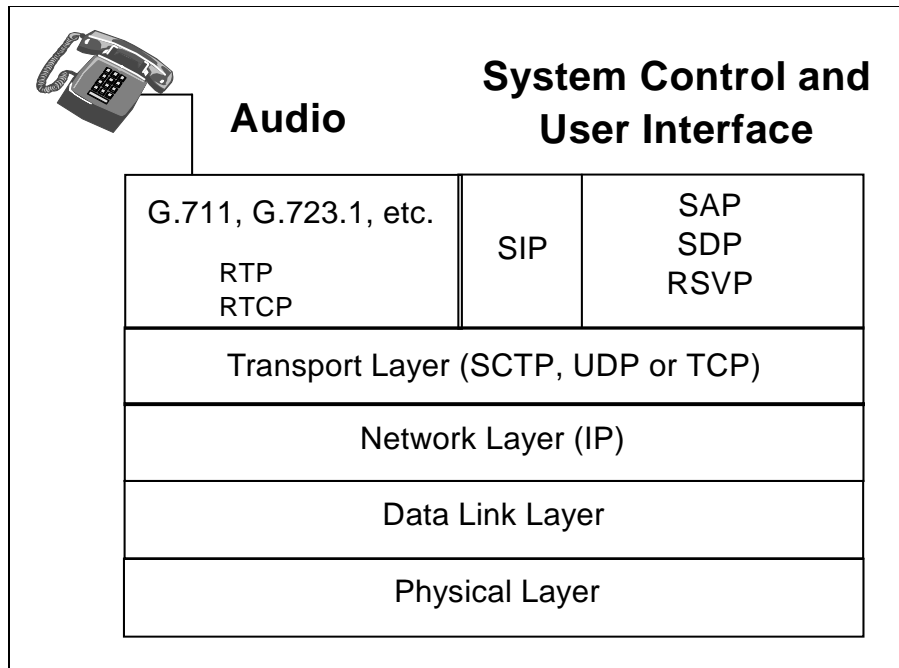 Audio
System Control and
User Interface
G.711, G.723.1, etc.
RTP
RTCP
SIP
SAP
SDP
RSVP
Transport Layer (SCTP, UDP or TCP)
Network Layer (IP)
Data Link Layer
Physical Layer